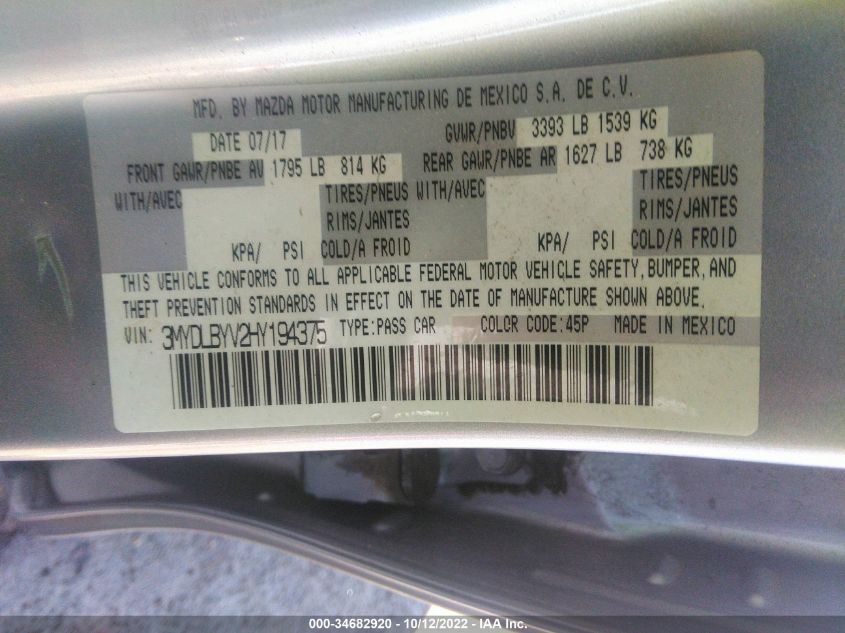 MFD. BY MAZDA MOTOR MANUFACTURING DE MEXICO S.A. DE C.V.
DATE 07/17 GVWR/PNBV 3393 LB 1539 KG
FRONT GAWR/PNBE AV 1795 LB 814 KG REAR GAWR/PNBE AR 1627 LB 738 KG
WITH/AVEC TIRES/PNEUS WITH/AVEC TIRES/PNEUS
RIMS/JANTES RIMS/JANTES
KPA/ PSI COLD/A FROID KPA/ PSI COLD/A FROID
THIS VEHICLE CONFORMS TO ALL APPLICABLE FEDERAL MOTOR VEHICLE SAFETY, BUMPER, AND
THEFT PREVENTION STANDARDS IN EFFECT ON THE DATE OF MANUFACTURE SHOWN ABOVE.
VIN: 3MYDLBYV2HY194375 TYPE:PASS CAR COLOR CODE:45P MADE IN MEXICO
000-34682920 - 10/12/2022 - IAA Inc.